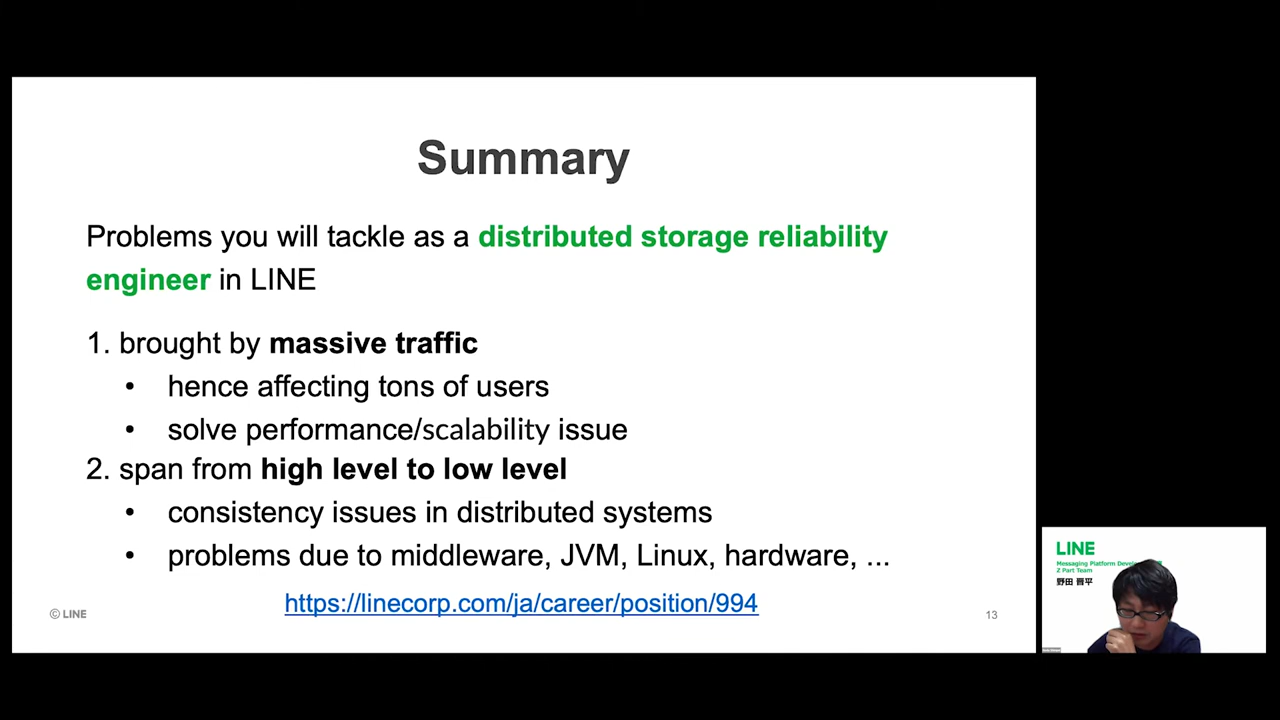 Summary
Problems you will tackle as a distributed storage reliability
engineer in LINE
1. brought by massive traffic
• hence affecting tons of users
• solve performance/scalability issue
2. span from high level to low level
• consistency issues in distributed systems
• problems due to middleware, JVM, Linux, hardware, ...
https://linecorp.com/ja/career/position/994
© LINE
13
LINE
Messaging Platform
Z Part Team
野田 晋平